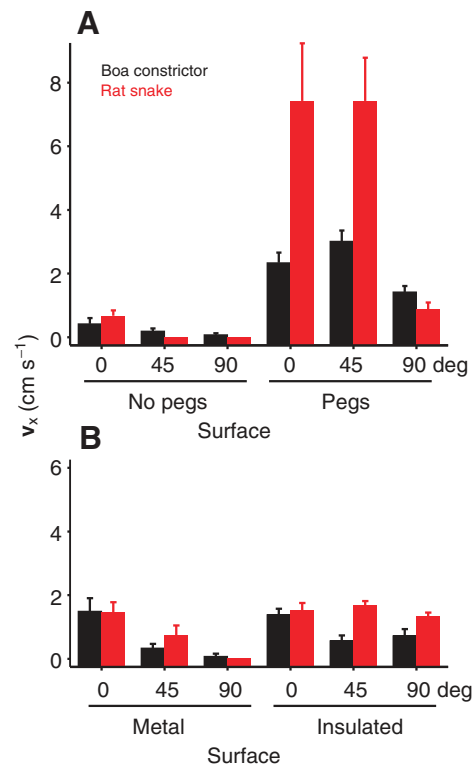 A
Boa constrictor
Rat snake
8
6
4
2
0
0 45 90 0 45 90 deg
No pegs Pegs
Surface
vx (cm s−1)
B
6
4
2
0
0 45 90 0 45 90 deg
Metal Insulated
Surface